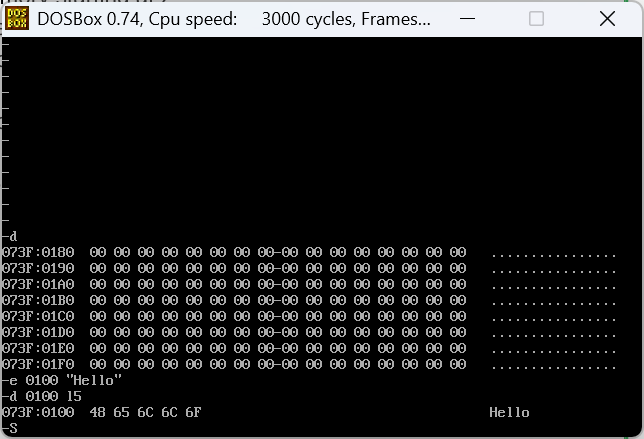 DOS BOX DOSBox 0.74, Cpu speed: 3000 cycles, Frames...
-
-
-
-
-
-
-
-
-
-
-
-
-d
073F:0180 00 00 00 00 00 00 00 00-00 00 00 00 00 00 00 00 ................
073F:0190 00 00 00 00 00 00 00 00-00 00 00 00 00 00 00 00 ................
073F:01A0 00 00 00 00 00 00 00 00-00 00 00 00 00 00 00 00 ................
073F:01B0 00 00 00 00 00 00 00 00-00 00 00 00 00 00 00 00 ................
073F:01C0 00 00 00 00 00 00 00 00-00 00 00 00 00 00 00 00 ................
073F:01D0 00 00 00 00 00 00 00 00-00 00 00 00 00 00 00 00 ................
073F:01E0 00 00 00 00 00 00 00 00-00 00 00 00 00 00 00 00 ................
073F:01F0 00 00 00 00 00 00 00 00-00 00 00 00 00 00 00 00 ................
-e 0100 "Hello"
-d 0100 l5
073F:0100 48 65 6C 6C 6F Hello
-S